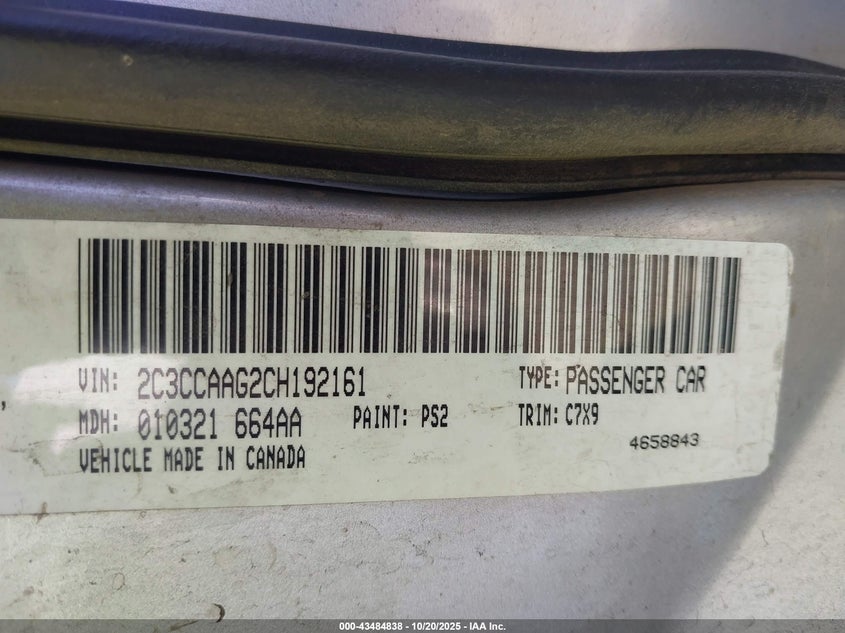 VIN: 2C3CCAAG2CH192161 TYPE: PASSENGER CAR
MDH: 010321 664AA PAINT: PS2 TRIM: C7X9
4658843
VEHICLE MADE IN CANADA
000-43484838 - 10/20/2025 - IAA Inc.